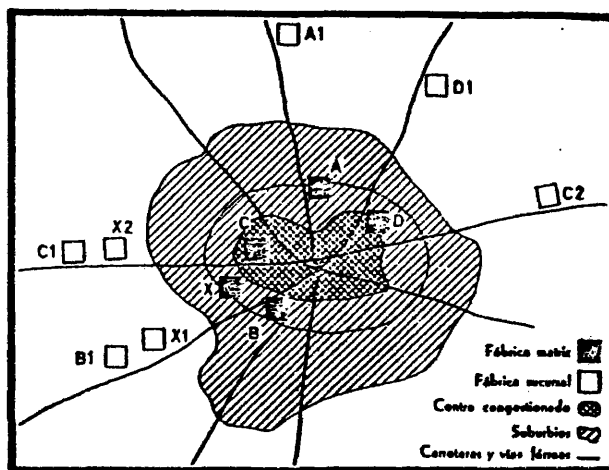 A1
D1
A
C2
X2
C
D
C1
X
X1
B
B1
Fábrica matriz
Fábrica sucursal
Centro congestionado
Suburbios
Carreteras y vías férreas